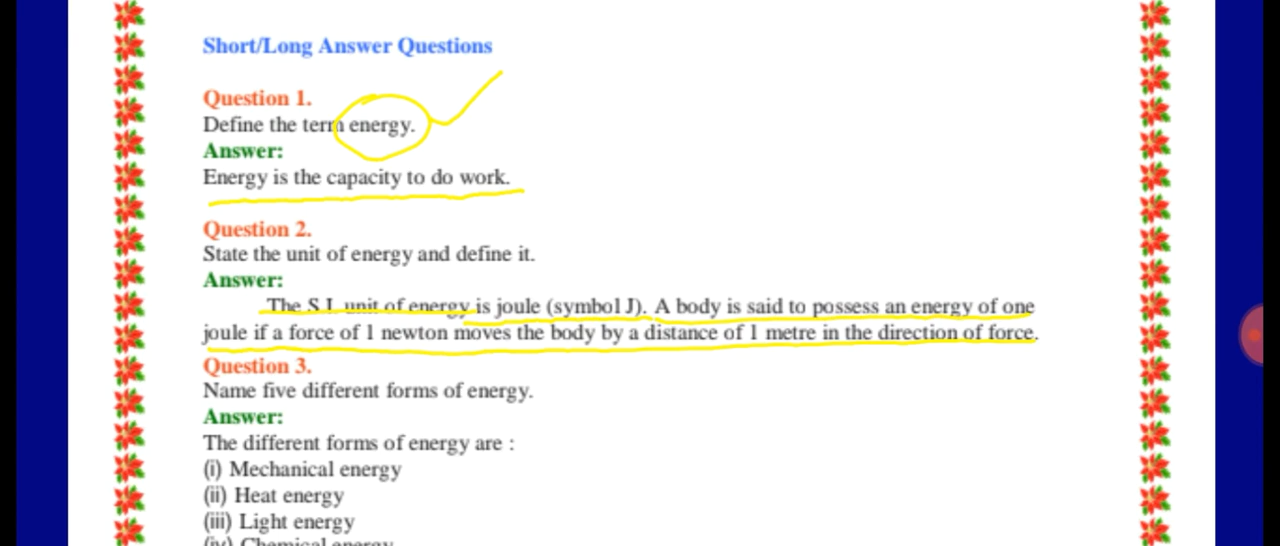 Short/Long Answer Questions
Question 1.
Define the term energy.
Answer:
Energy is the capacity to do work.
Question 2.
State the unit of energy and define it.
Answer:
The S.I. unit of energy is joule (symbol J). A body is said to possess an energy of one
joule if a force of 1 newton moves the body by a distance of 1 metre in the direction of force.
Question 3.
Name five different forms of energy.
Answer:
The different forms of energy are :
(i) Mechanical energy
(ii) Heat energy
(iii) Light energy
(iv) Chemical energy